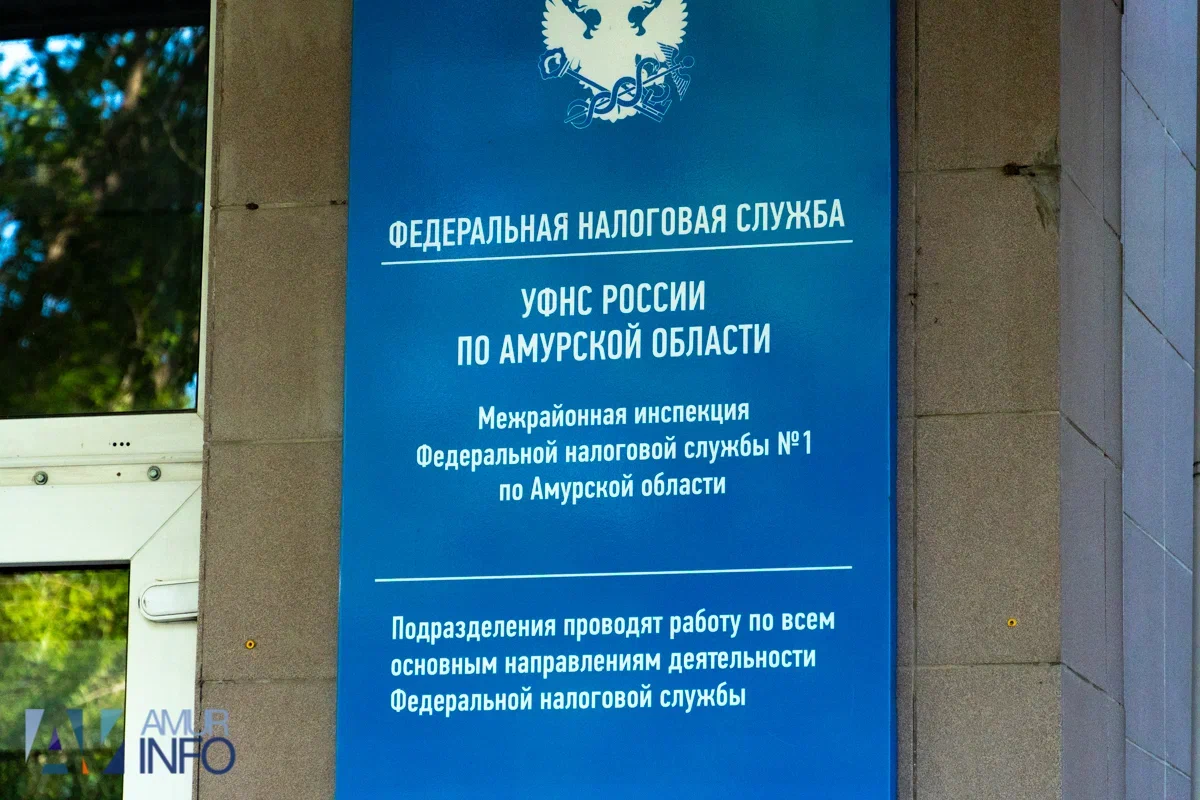 ФЕДЕРАЛЬНАЯ НАЛОГОВАЯ СЛУЖБА
УФНС РОССИИ
ПО АМУРСКОЙ ОБЛАСТИ
Межрайонная инспекция
Федеральной налоговой службы №1
по Амурской области
Подразделения проводят работу по всем
основным направлениям деятельности
Федеральной налоговой службы
AMUR
INFO